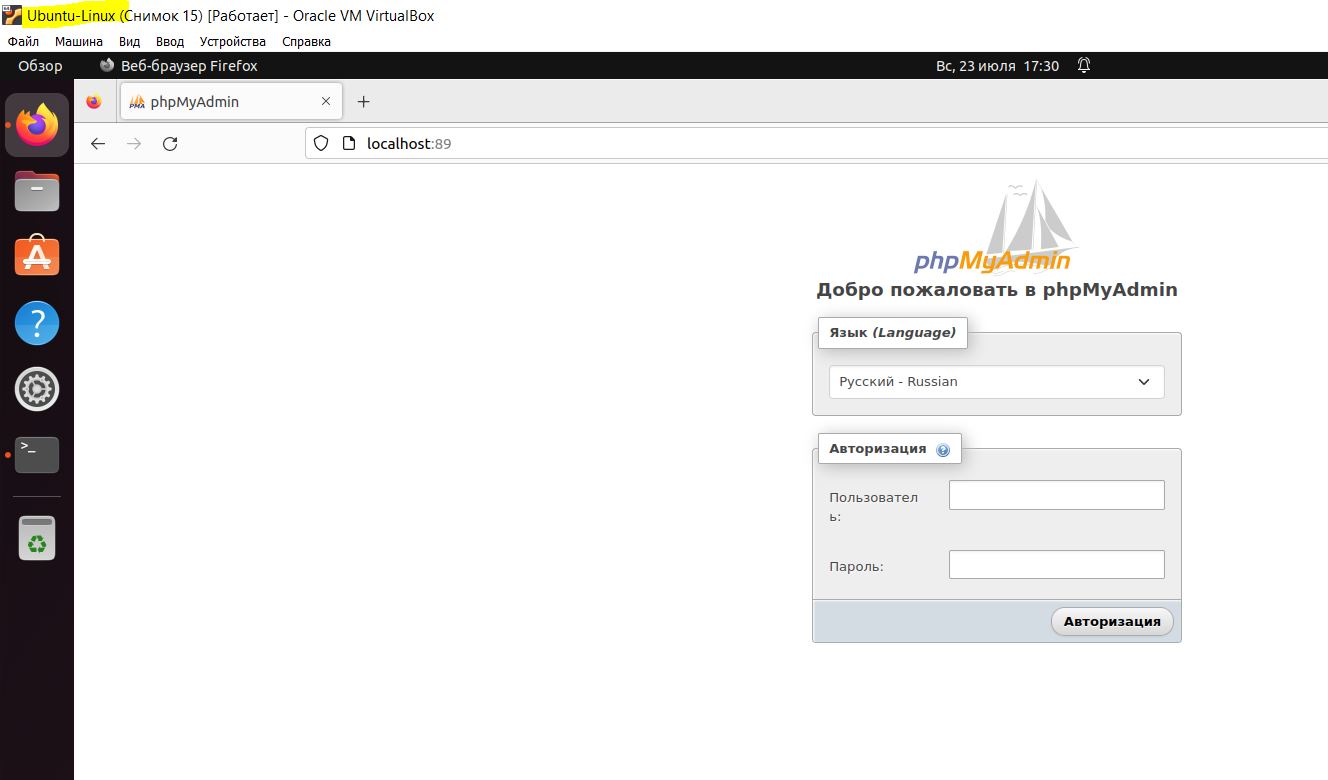 Ubuntu-Linux (Снимок 15) [Работает] - Oracle VM VirtualBox
Файл Машина Вид Ввод Устройства Справка
Обзор Веб-браузер Firefox Вс, 23 июля 17:30
phpMyAdmin
localhost:89
phpMyAdmin
Добро пожаловать в phpMyAdmin
Язык (Language)
Русский - Russian
Авторизация
Пользовател
ь:
Пароль:
Авторизация